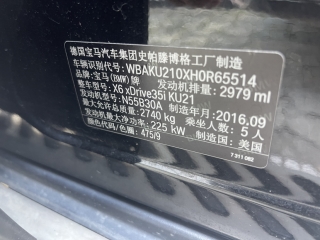 德国宝马汽车集团史帕滕博格工厂制造
车辆识别代号: WBAKU210XH0R65514
品牌: 宝马(BMW)牌 发动机排量: 2979 ml
型号: X6 xDrive35i KU21
发动机型号: N55B30A 制造年月: 2016.09
最大允许总质量: 2740 kg 乘坐人数: 5 人
发动机最大净功率: 225 kW 制造国: 美国
颜色代码/色标: 475/9
7 311 082